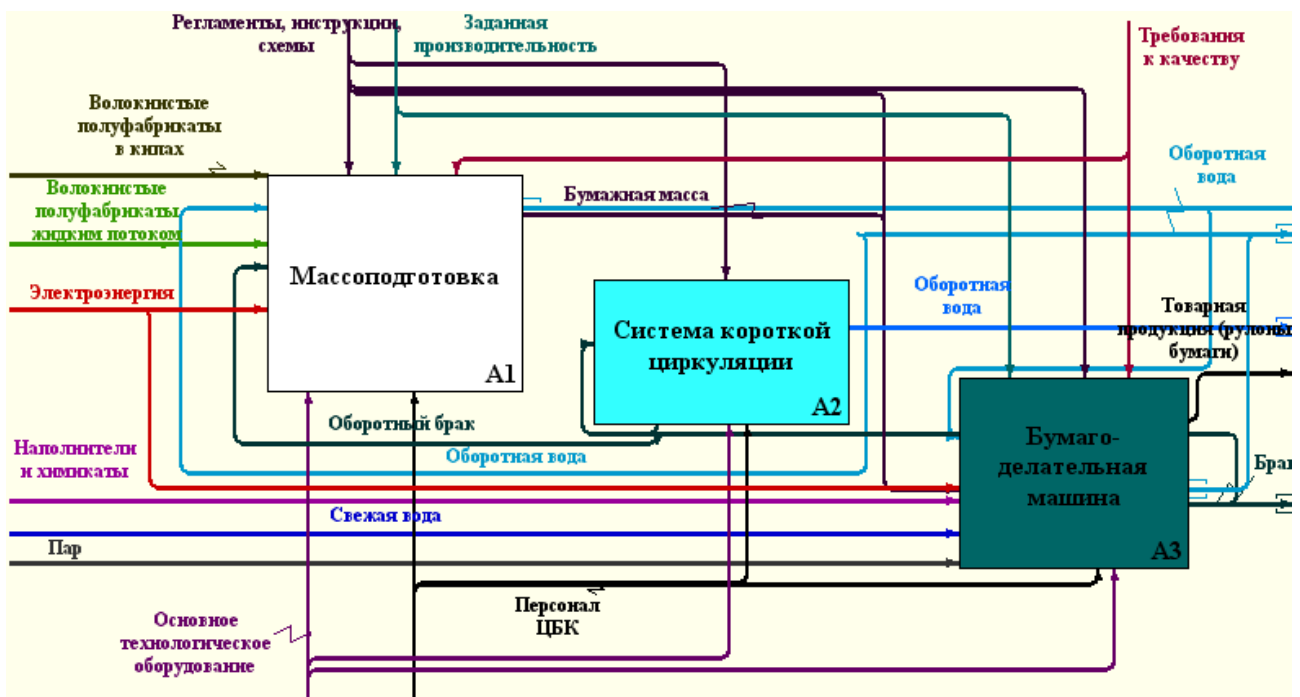 Регламенты, инструкции,
схемы
Заданная
производительность
Требования
к качеству
Волокнистые
полуфабрикаты
в кипах
Волокнистые
полуфабрикаты
жидким потоком
Электроэнергия
Массоподготовка
A1
Бумажная масса
Оборотная
вода
Система короткой
циркуляции
A2
Оборотная
вода
Товарная
продукция (рулоны
бумаги)
Оборотный брак
Оборотная вода
Наполнители
и химикаты
Бумаго-
делательная
машина
A3
Брак
Свежая вода
Пар
Персонал
ЦБК
Основное
технологическое
оборудование